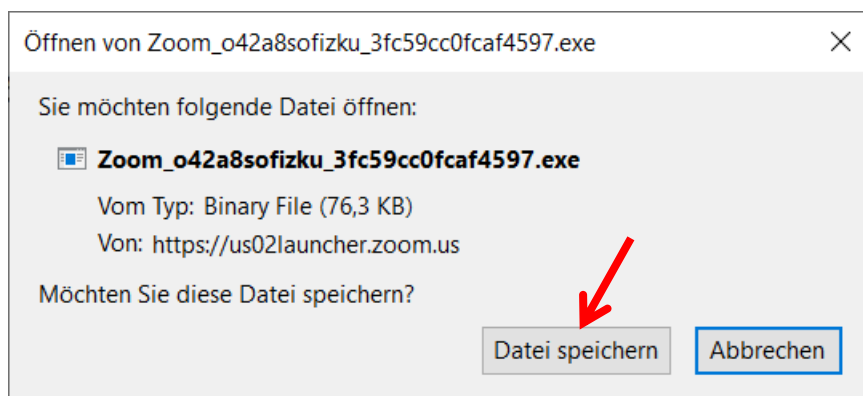 Öffnen von Zoom_o42a8sofizku_3fc59cc0fcaf4597.exe
Sie möchten folgende Datei öffnen:
Zoom_o42a8sofizku_3fc59cc0fcaf4597.exe
Vom Typ: Binary File (76,3 KB)
Von: https://us02launcher.zoom.us
Möchten Sie diese Datei speichern?
Datei speichern Abbrechen